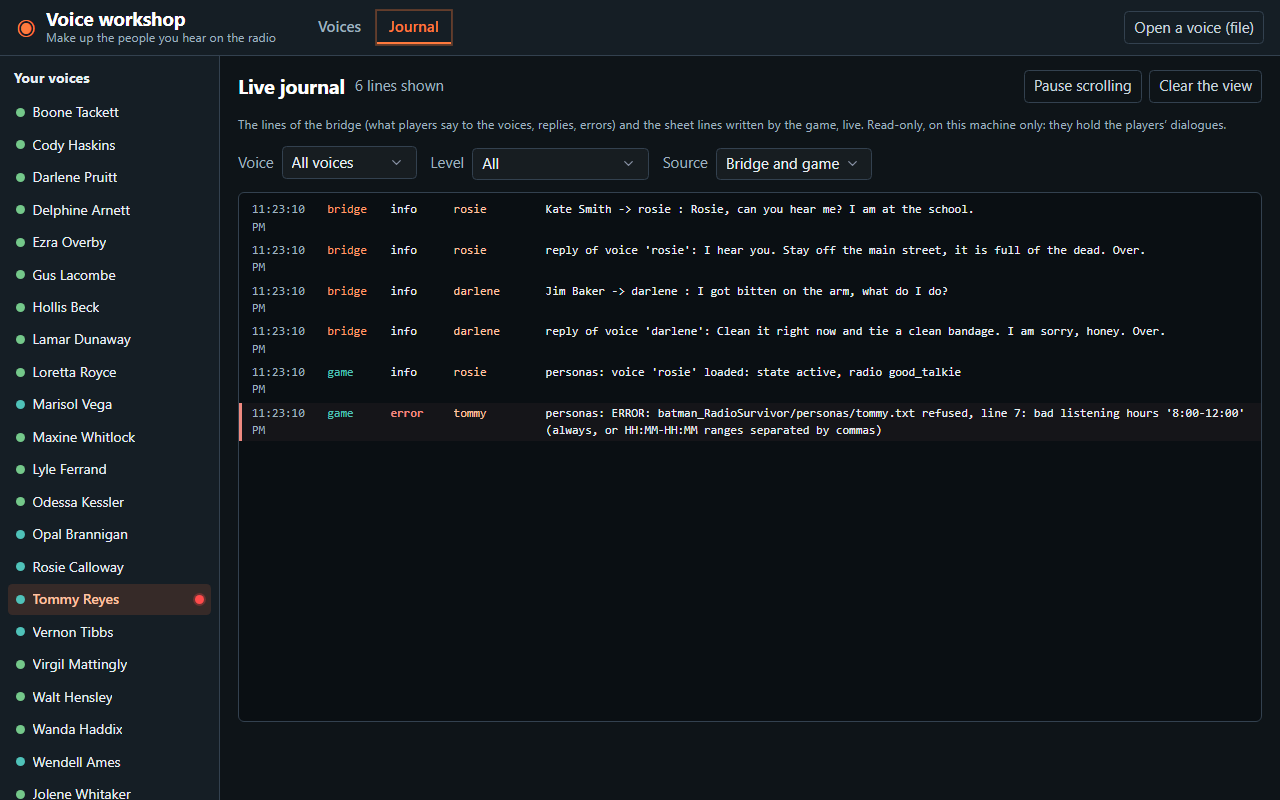 Voice workshop
Make up the people you hear on the radio
Voices
Journal
Open a voice (file)
Your voices
Boone Tackett
Cody Haskins
Darlene Pruitt
Delphine Arnett
Ezra Overby
Gus Lacombe
Hollis Beck
Lamar Dunaway
Loretta Royce
Marisol Vega
Maxine Whitlock
Lyle Ferrand
Odessa Kessler
Opal Brannigan
Rosie Calloway
Tommy Reyes
Vernon Tibbs
Virgil Mattingly
Walt Hensley
Wanda Haddix
Wendell Ames
Jolene Whitaker
Live journal 6 lines shown
Pause scrolling
Clear the view
The lines of the bridge (what players say to the voices, replies, errors) and the sheet lines written by the game, live. Read-only, on this machine only: they hold the players' dialogues.
Voice All voices Level All Source Bridge and game
11:23:10 PM bridge info rosie Kate Smith -> rosie : Rosie, can you hear me? I am at the school.
11:23:10 PM bridge info rosie reply of voice 'rosie': I hear you. Stay off the main street, it is full of the dead. Over.
11:23:10 PM bridge info darlene Jim Baker -> darlene : I got bitten on the arm, what do I do?
11:23:10 PM bridge info darlene reply of voice 'darlene': Clean it right now and tie a clean bandage. I am sorry, honey. Over.
11:23:10 PM game info rosie personas: voice 'rosie' loaded: state active, radio good_talkie
11:23:10 PM game error tommy personas: ERROR: batman_RadioSurvivor/personas/tommy.txt refused, line 7: bad listening hours '8:00-12:00'
(always, or HH:MM-HH:MM ranges separated by commas)